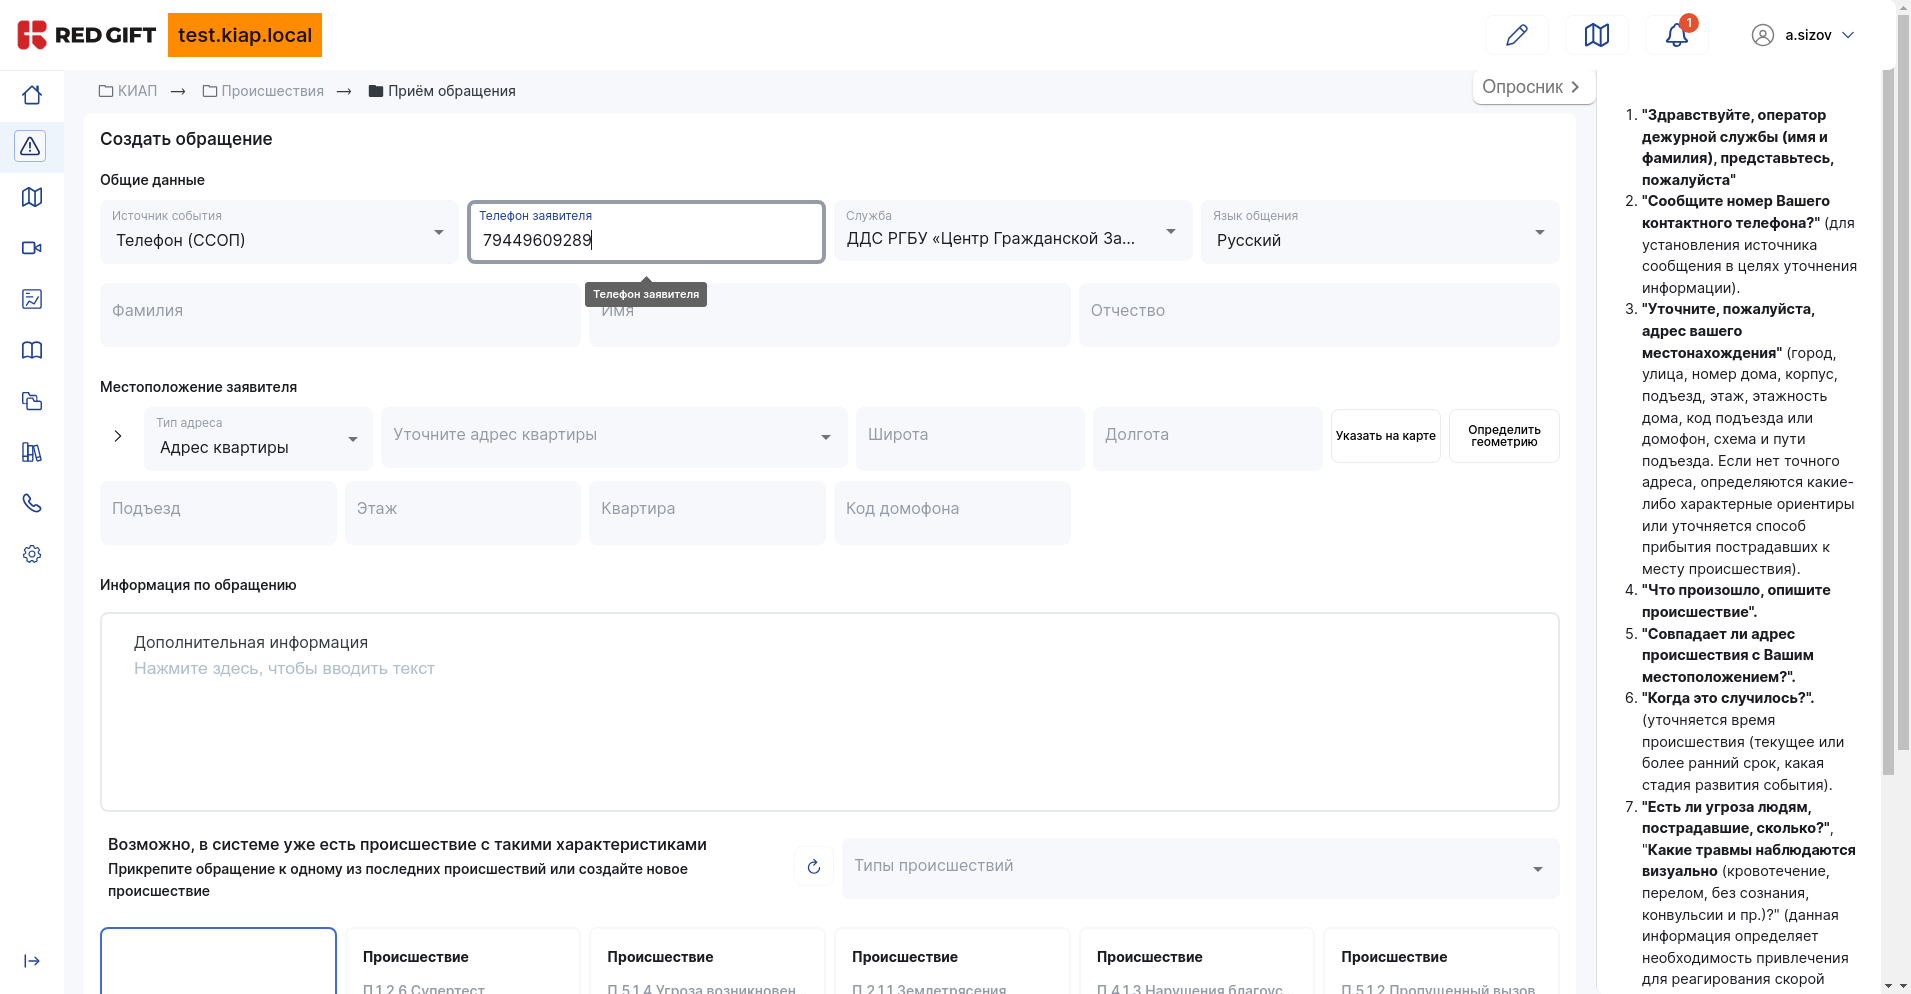 RED GIFT
test.kiap.local
1
a.sizov
КИАП → Происшествия → Приём обращения
Опросник
Создать обращение
Общие данные
Источник события
Телефон (ССОП)
Телефон заявителя
79449609289
Служба
ДДС РГБУ «Центр Гражданской За...
Язык общения
Русский
Телефон заявителя
Фамилия
Имя
Отчество
Местоположение заявителя
Тип адреса
Адрес квартиры
Уточните адрес квартиры
Широта
Долгота
Указать на карте
Определить
геометрию
Подъезд
Этаж
Квартира
Код домофона
Информация по обращению
Дополнительная информация
Нажмите здесь, чтобы вводить текст
Возможно, в системе уже есть происшествие с такими характеристиками
Прикрепите обращение к одному из последних происшествий или создайте новое
происшествие
Типы происшествий
Происшествие
П.1.2.6 Супертест
Происшествие
П.5.1.4 Угроза возникновен...
Происшествие
П.2.1.1 Землетрясения
Происшествие
П.4.1.3 Нарушения благоус...
Происшествие
П.5.1.2 Пропущенный вызов
1. "Здравствуйте, оператор
дежурной службы (имя и
фамилия), представьтесь,
пожалуйста"
2. "Сообщите номер Вашего
контактного телефона?" (для
установления источника
сообщения в целях уточнения
информации).
3. "Уточните, пожалуйста,
адрес вашего
местонахождения" (город,
улица, номер дома, корпус,
подъезд, этаж, этажность
дома, код подъезда или
домофон, схема и пути
подъезда. Если нет точного
адреса, определяются какие-
либо характерные ориентиры
или уточняется способ
прибытия пострадавших к
месту происшествия).
4. "Что произошло, опишите
происшествие".
5. "Совпадает ли адрес
происшествия с Вашим
местоположением?".
6. "Когда это случилось?".
(уточняется время
происшествия (текущее или
более ранний срок, какая
стадия развития события).
7. "Есть ли угроза людям,
пострадавшие, сколько?",
"Какие травмы наблюдаются
визуально (кровотечение,
перелом, без сознания,
конвульсии и пр.)?" (данная
информация определяет
необходимость привлечения
для реагирования скорой